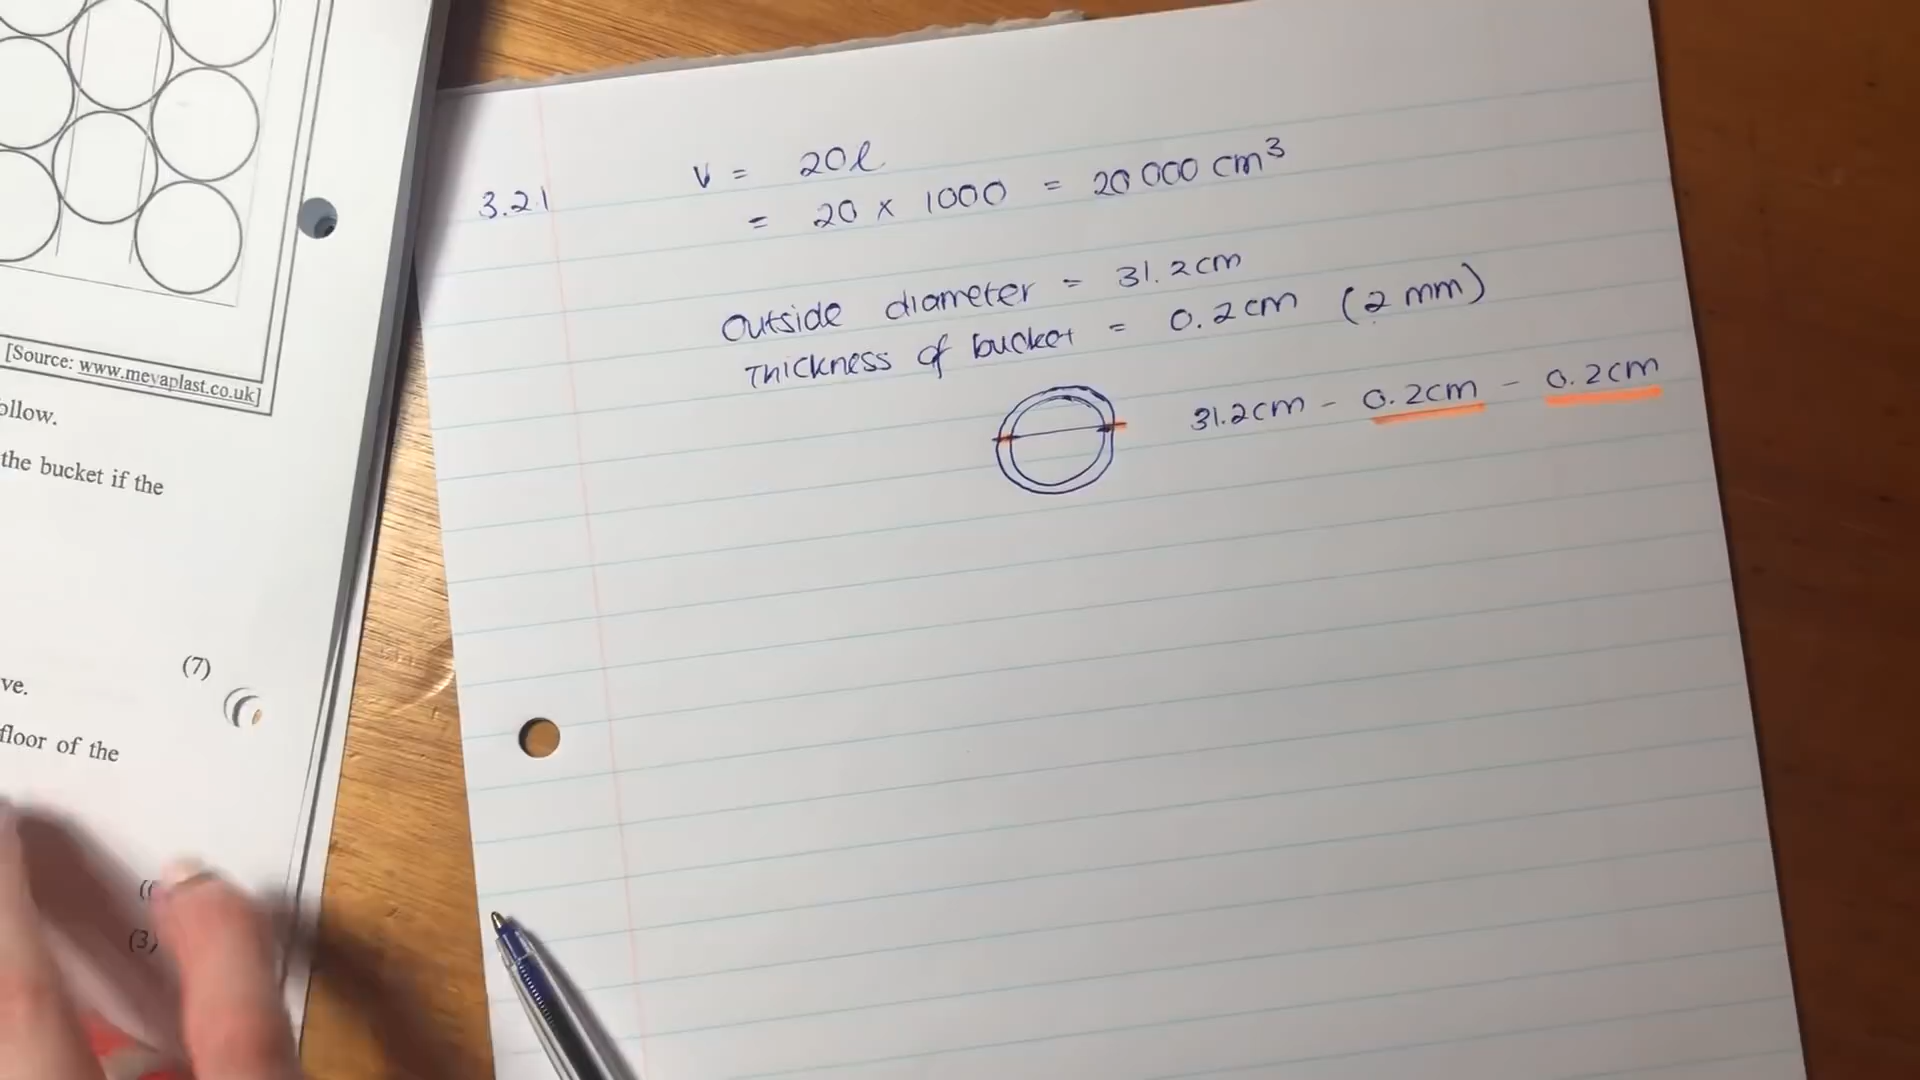 [Source: www.mevaplast.co.uk]
ollow.
the bucket if the
(7)
ve.
floor of the
(3)
3.2.1
V = 20l
= 20 x 1000 = 20 000 cm³
Outside diameter = 31.2cm
Thickness of bucket = 0.2cm (2 mm)
31.2cm - 0.2cm - 0.2cm